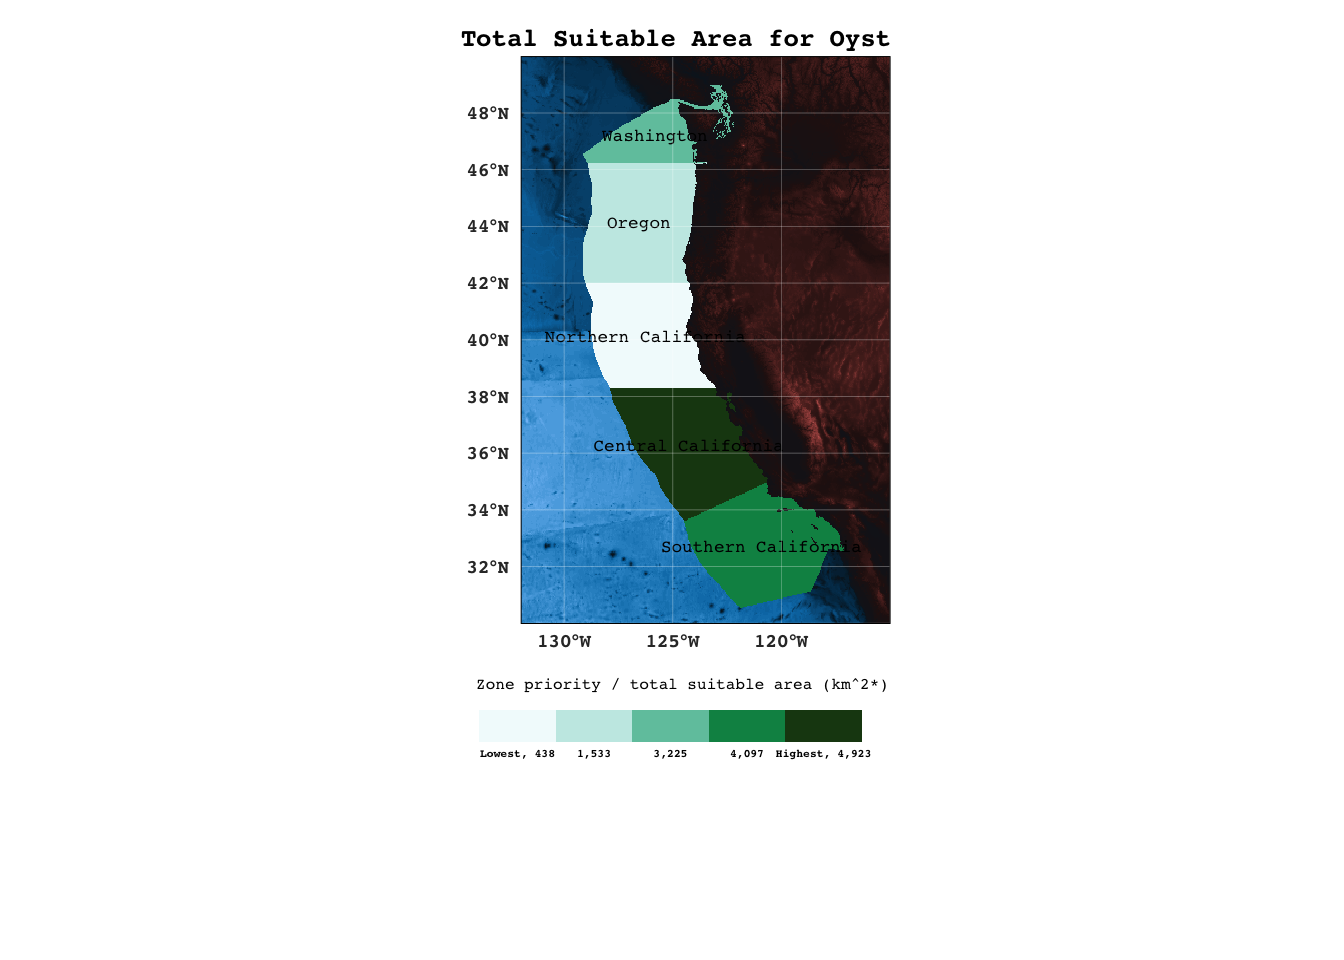 Total Suitable Area for Oyst
48°N
Washington
46°N
Oregon
44°N
42°N
Northern California
40°N
38°N
Central California
36°N
34°N
Southern California
32°N
130°W 125°W 120°W
Zone priority / total suitable area (km^2*)
Lowest, 438 1,533 3,225 4,097 Highest, 4,923